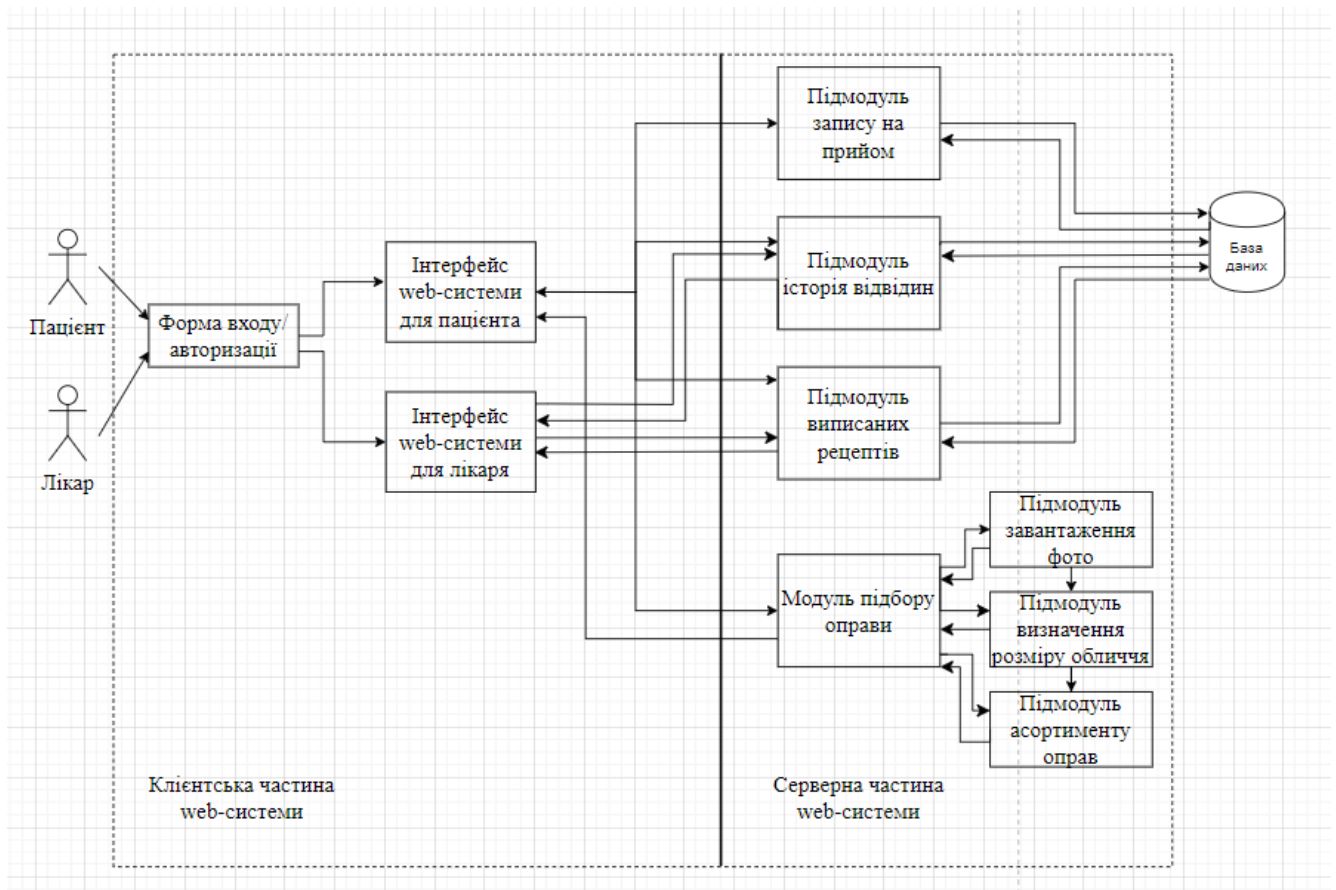 Підмодуль
запису на
прийом
Пацієнт
Форма входу/
авторизації
Інтерфейс
web-системи
для пацієнта
Підмодуль
історія відвідин
База
даних
Лікар
Інтерфейс
web-системи
для лікаря
Підмодуль
виписаних
рецептів
Модуль підбору
оправи
Підмодуль
завантаження
фото
Підмодуль
визначення
розміру обличчя
Підмодуль
асортименту
оправ
Клієнтська частина
web-системи
Серверна частина
web-системи